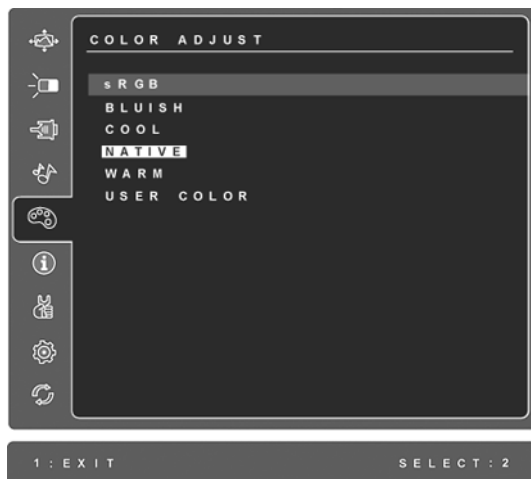 COLOR ADJUST
sRGB
BLUISH
COOL
NATIVE
WARM
USER COLOR
1:EXIT SELECT:2